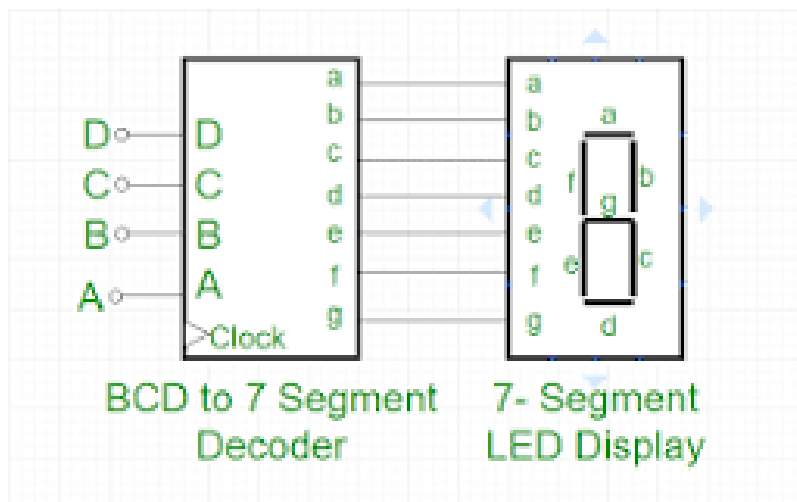 D
C
B
A
D
C
B
A
Clock
a
b
c
d
e
f
g
a
b
c
d
e
f
g
a
f
b
g
e
c
d
BCD to 7 Segment
Decoder
7- Segment
LED Display